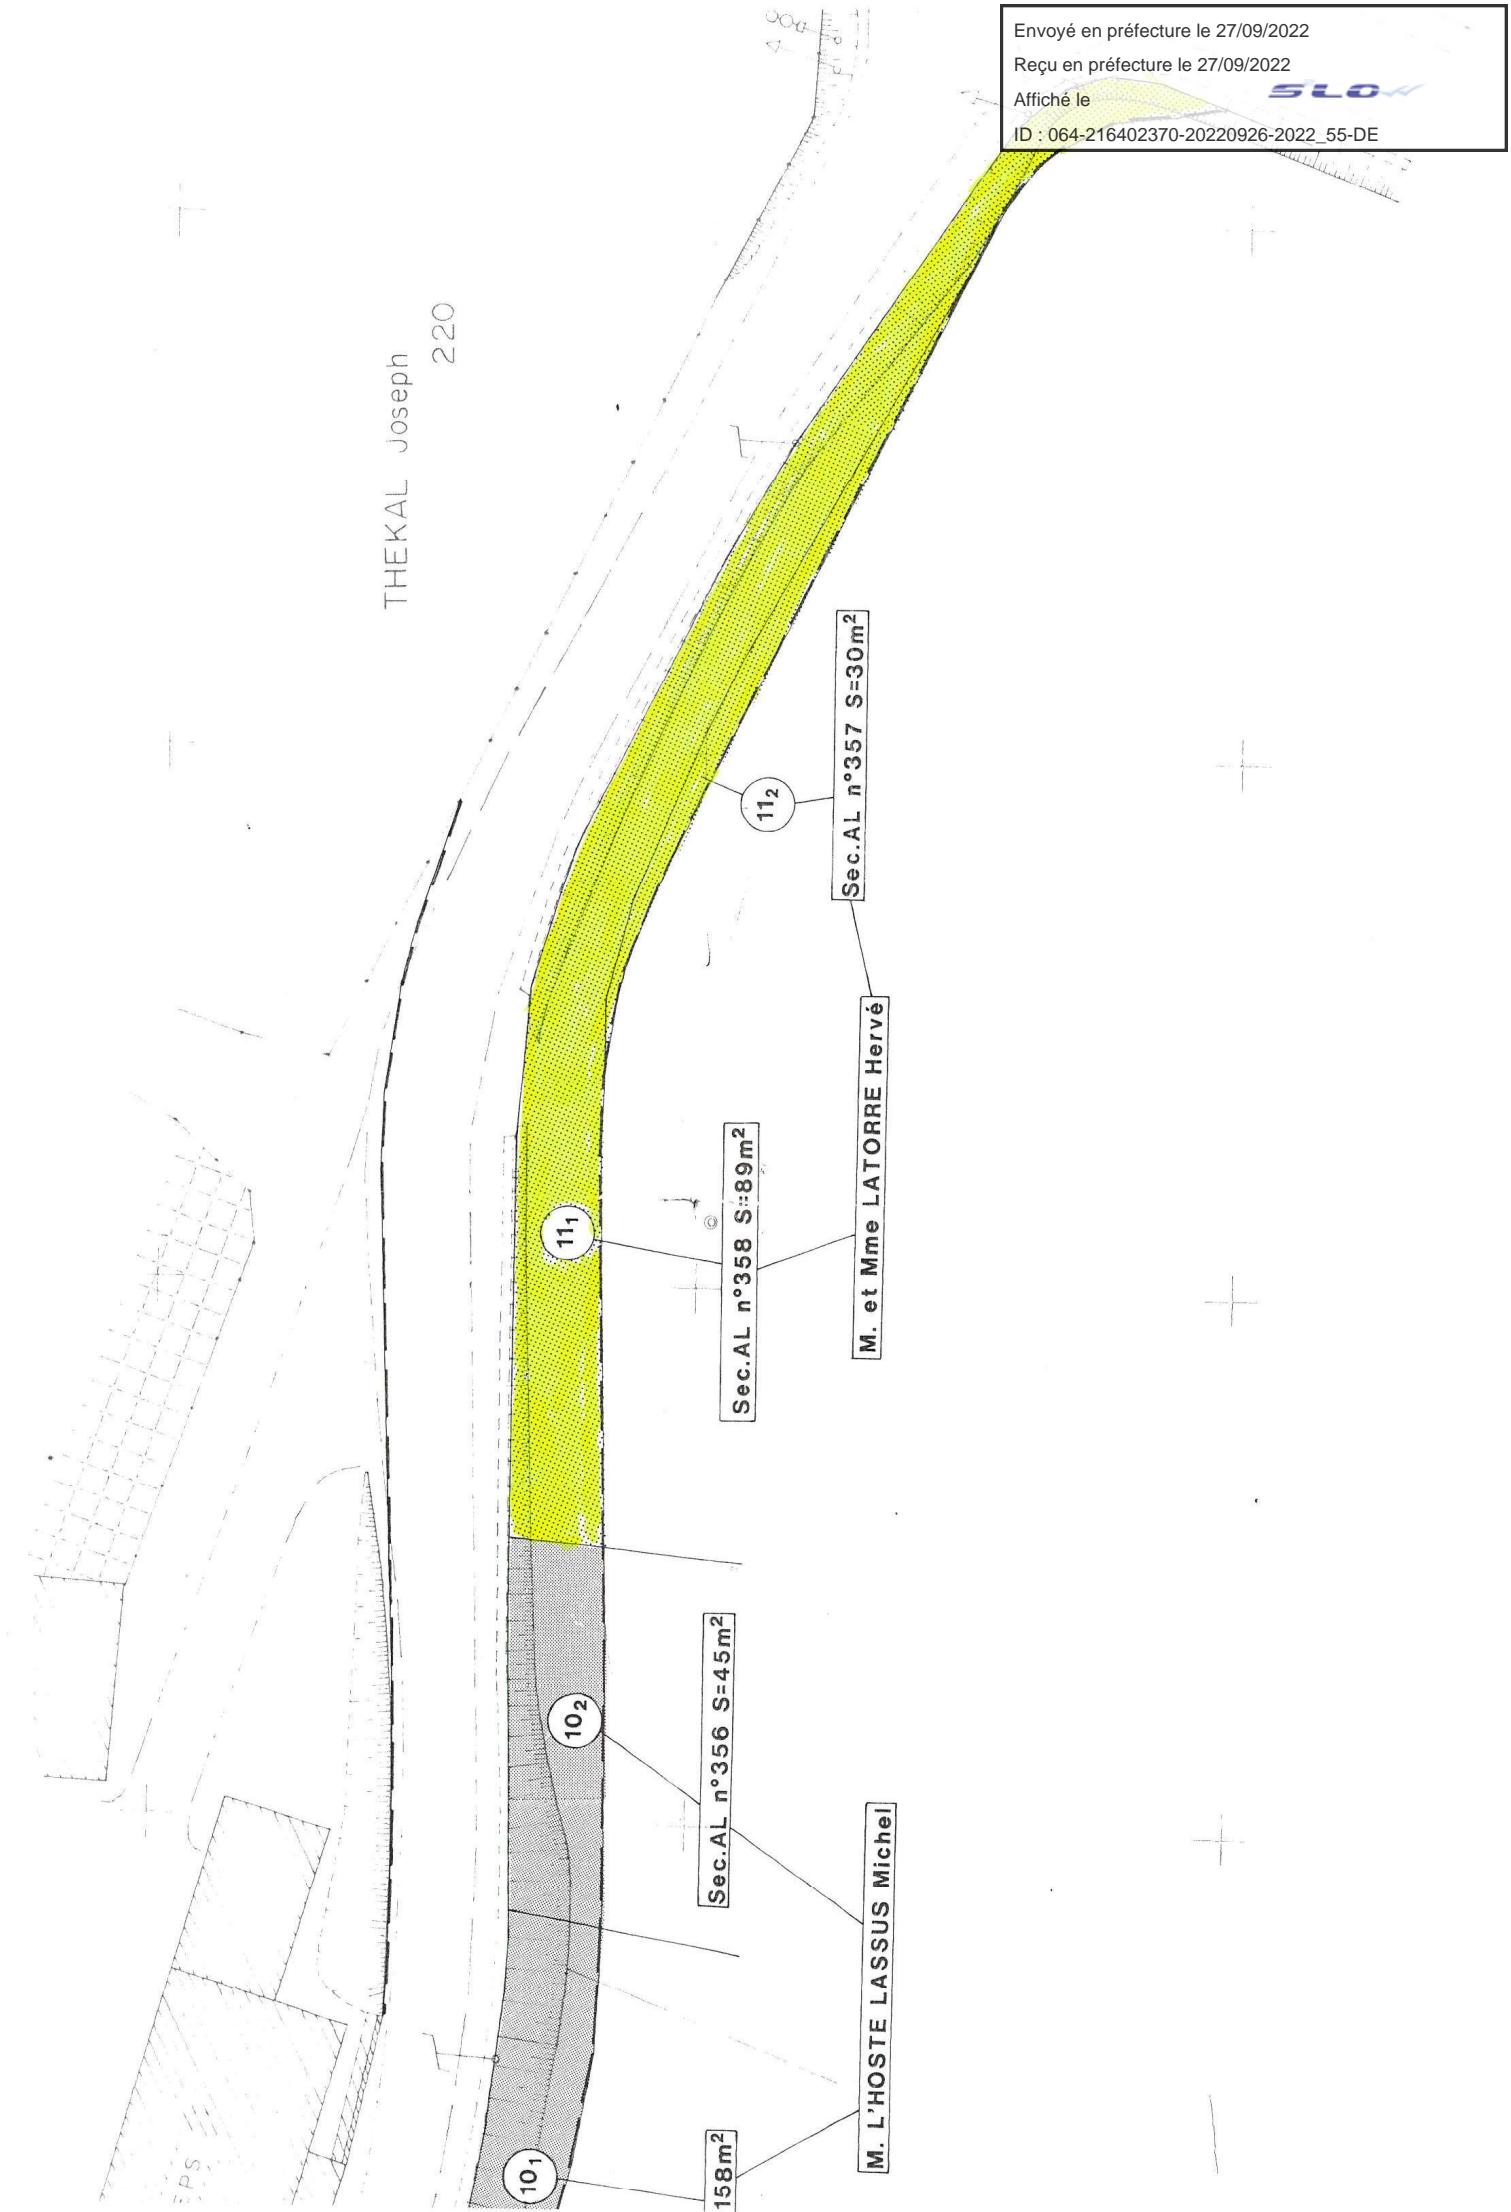 Envoyé en préfecture le 27/09/2022
Reçu en préfecture le 27/09/2022
Affiché le
SLOW
ID : 064-216402370-20220926-2022_55-DE
THEKAL Joseph
220
11₂
Sec.AL n°357 S=30m²
M. et Mme LATORRE Hervé
11₁
Sec.AL n°358 S=89m²
10₂
Sec.AL n°356 S=45m²
M. L'HOSTE LASSUS Michel
10₁
158m²